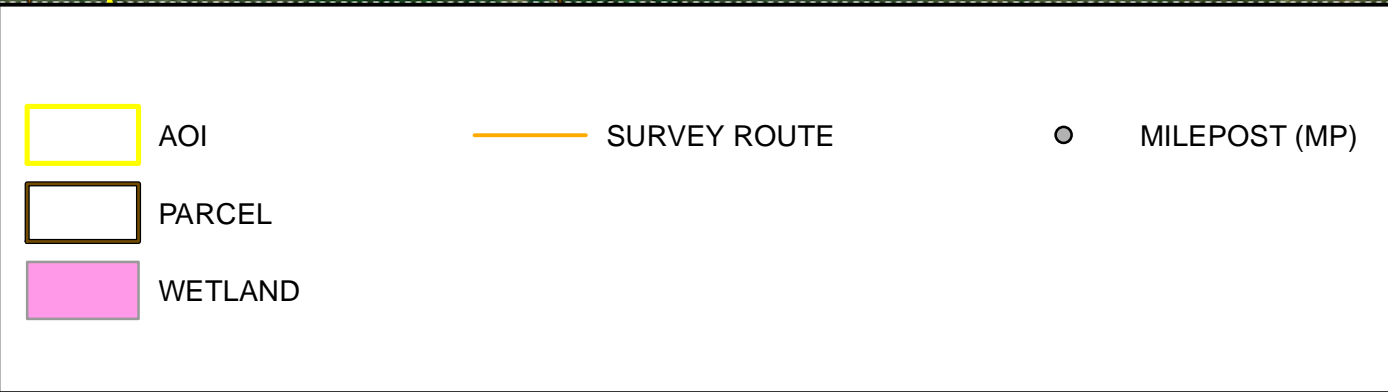 AOI
SURVEY ROUTE
MILEPOST (MP)
PARCEL
WETLAND